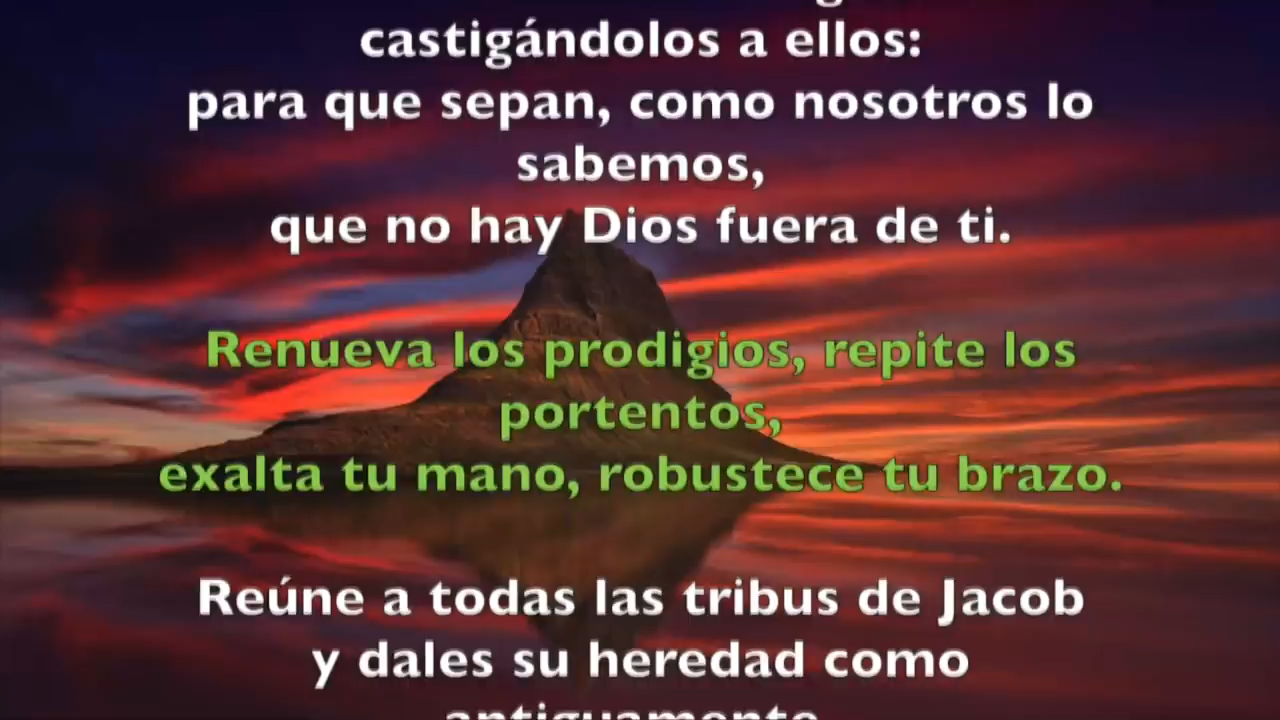 castigándolos a ellos:
para que sepan, como nosotros lo
sabemos,
que no hay Dios fuera de ti.
Renueva los prodigios, repite los
portentos,
exalta tu mano, robustece tu brazo.
Reúne a todas las tribus de Jacob
y dales su heredad como
antiguamente